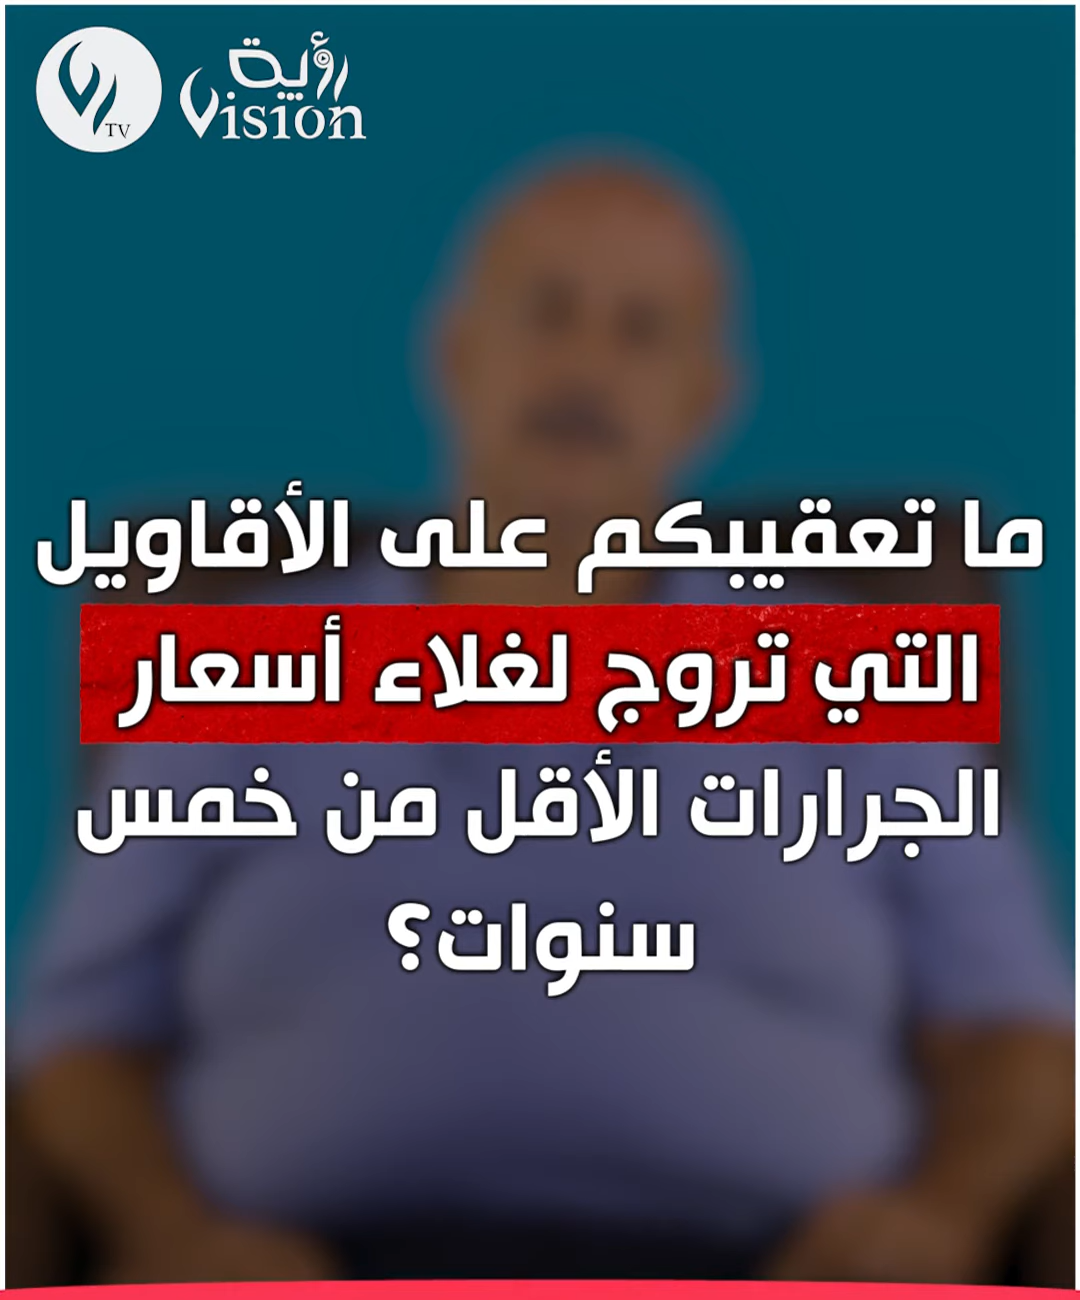 رؤية
Vision
TV
ما تعقيبكم على الأقاويل
التي تروج لغلاء أسعار
الجرارات الأقل من خمس
سنوات؟